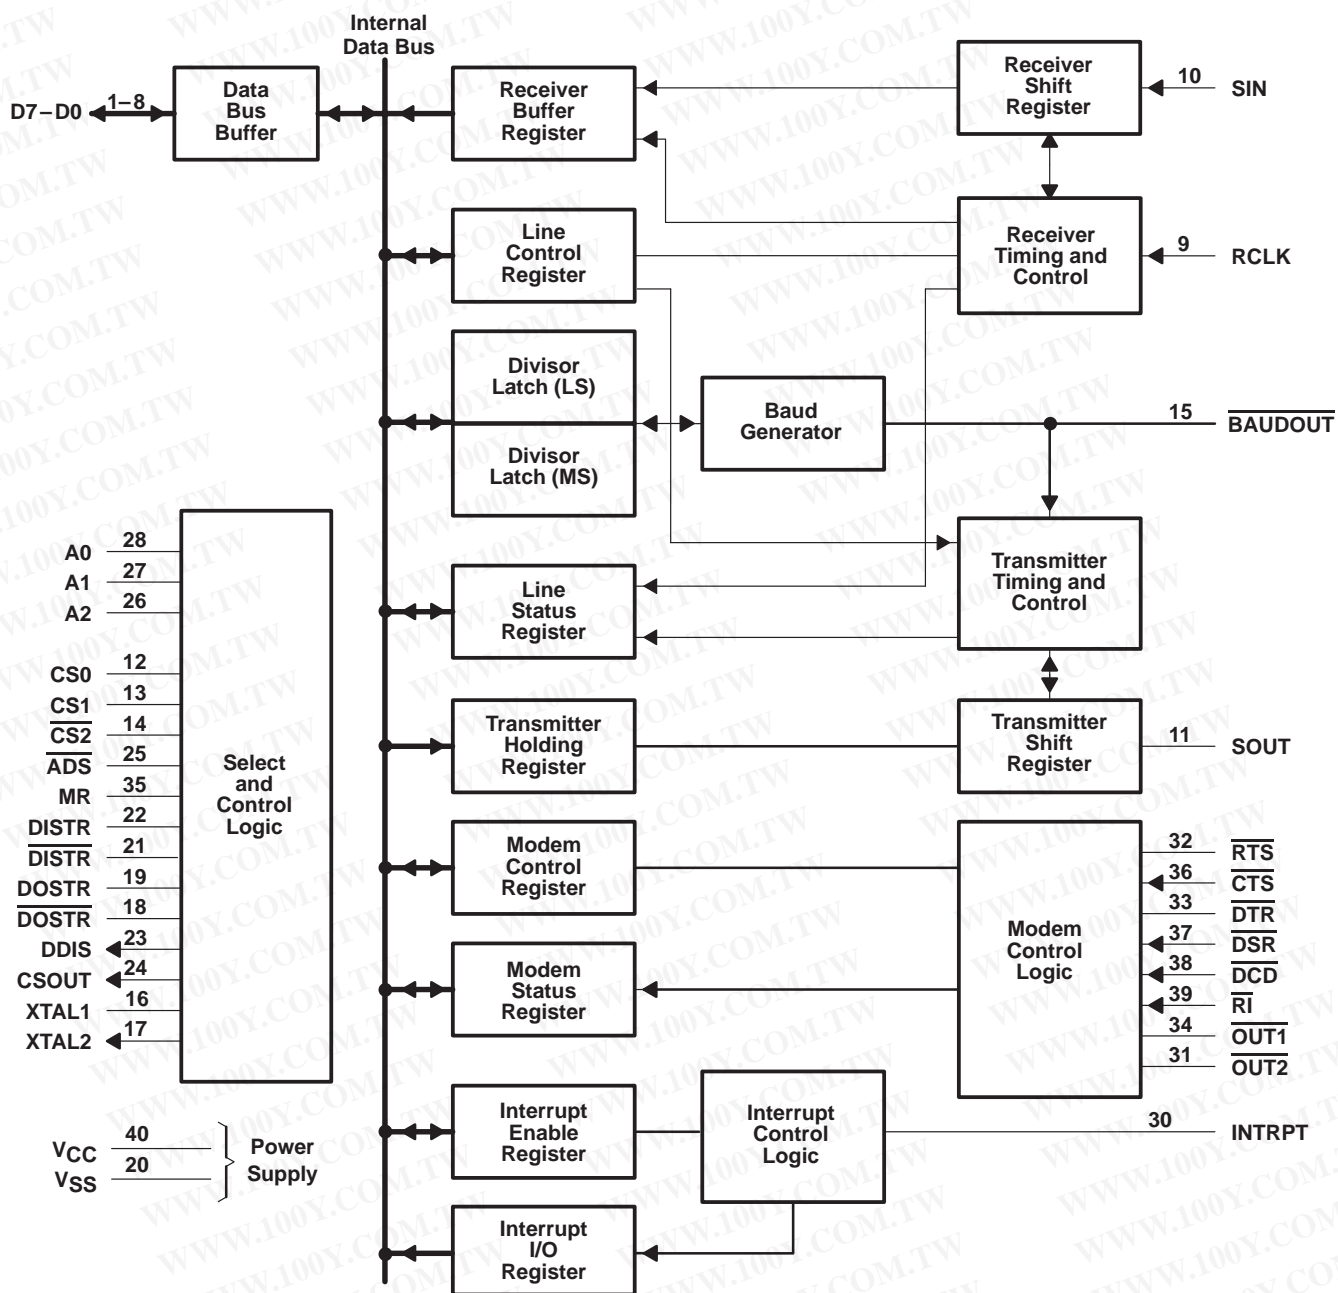 Internal
Data Bus
D7–D0
1–8
Data
Bus
Buffer
Receiver
Buffer
Register
Receiver
Shift
Register
10
SIN
Line
Control
Register
Receiver
Timing and
Control
9
RCLK
Divisor
Latch (LS)
Divisor
Latch (MS)
Baud
Generator
15
BAUDOUT
A0 28
A1 27
A2 26
CS0 12
CS1 13
CS2 14
ADS 25
MR 35
DISTR 22
DISTR 21
DOSTR 19
DOSTR 18
DDIS 23
CSOUT 24
XTAL1 16
XTAL2 17
Select
and
Control
Logic
Line
Status
Register
Transmitter
Timing and
Control
Transmitter
Holding
Register
Transmitter
Shift
Register
11
SOUT
Modem
Control
Register
Modem
Status
Register
Modem
Control
Logic
32 RTS
36 CTS
33 DTR
37 DSR
38 DCD
39 RI
34 OUT1
31 OUT2
VCC 40
VSS 20
Power
Supply
Interrupt
Enable
Register
Interrupt
Control
Logic
30
INTRPT
Interrupt
I/O
Register
WWW.100Y.COM.TW